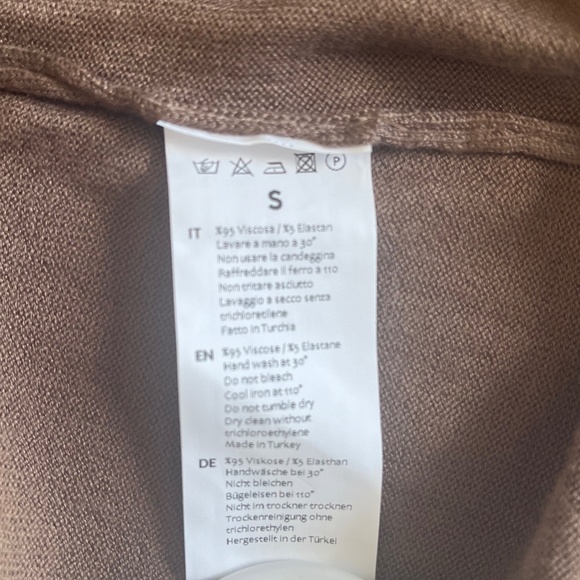 P
S
IT %95 Viscosa / %5 Elastan
Lavare a mano a 30°
Non usare la candeggina
Raffreddare il ferro a 110
Non tritare asciutto
Lavaggio a secco senza
trichloretilene
Fatto in Turchia
EN %95 Viscose / %5 Elastane
Hand wash at 30°
Do not bleach
Cool iron at 110°
Do not tumble dry
Dry clean without
trichloroethylene
Made in Turkey
DE %95 Viskose / %5 Elasthan
Handwäsche bei 30°
Nicht bleichen
Bügeleisen bei 110°
Nicht im trockner trocknen
Trockenreinigung ohne
trichlorethylen
Hergestellt in der Türkei